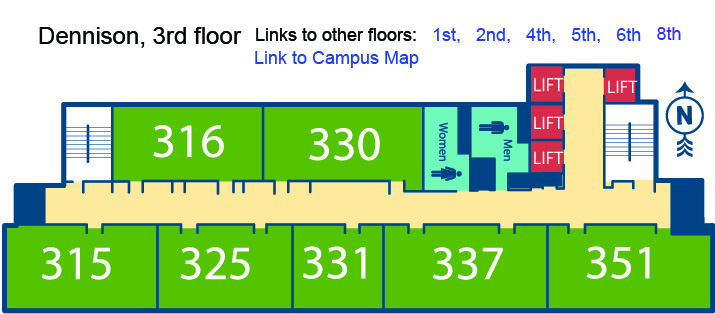 Dennison, 3rd floor Links to other floors: 1st, 2nd, 4th, 5th, 6th 8th
Link to Campus Map
LIFT LIFT
N
316 330 Women Men LIFT
LIFT
315 325 331 337 351